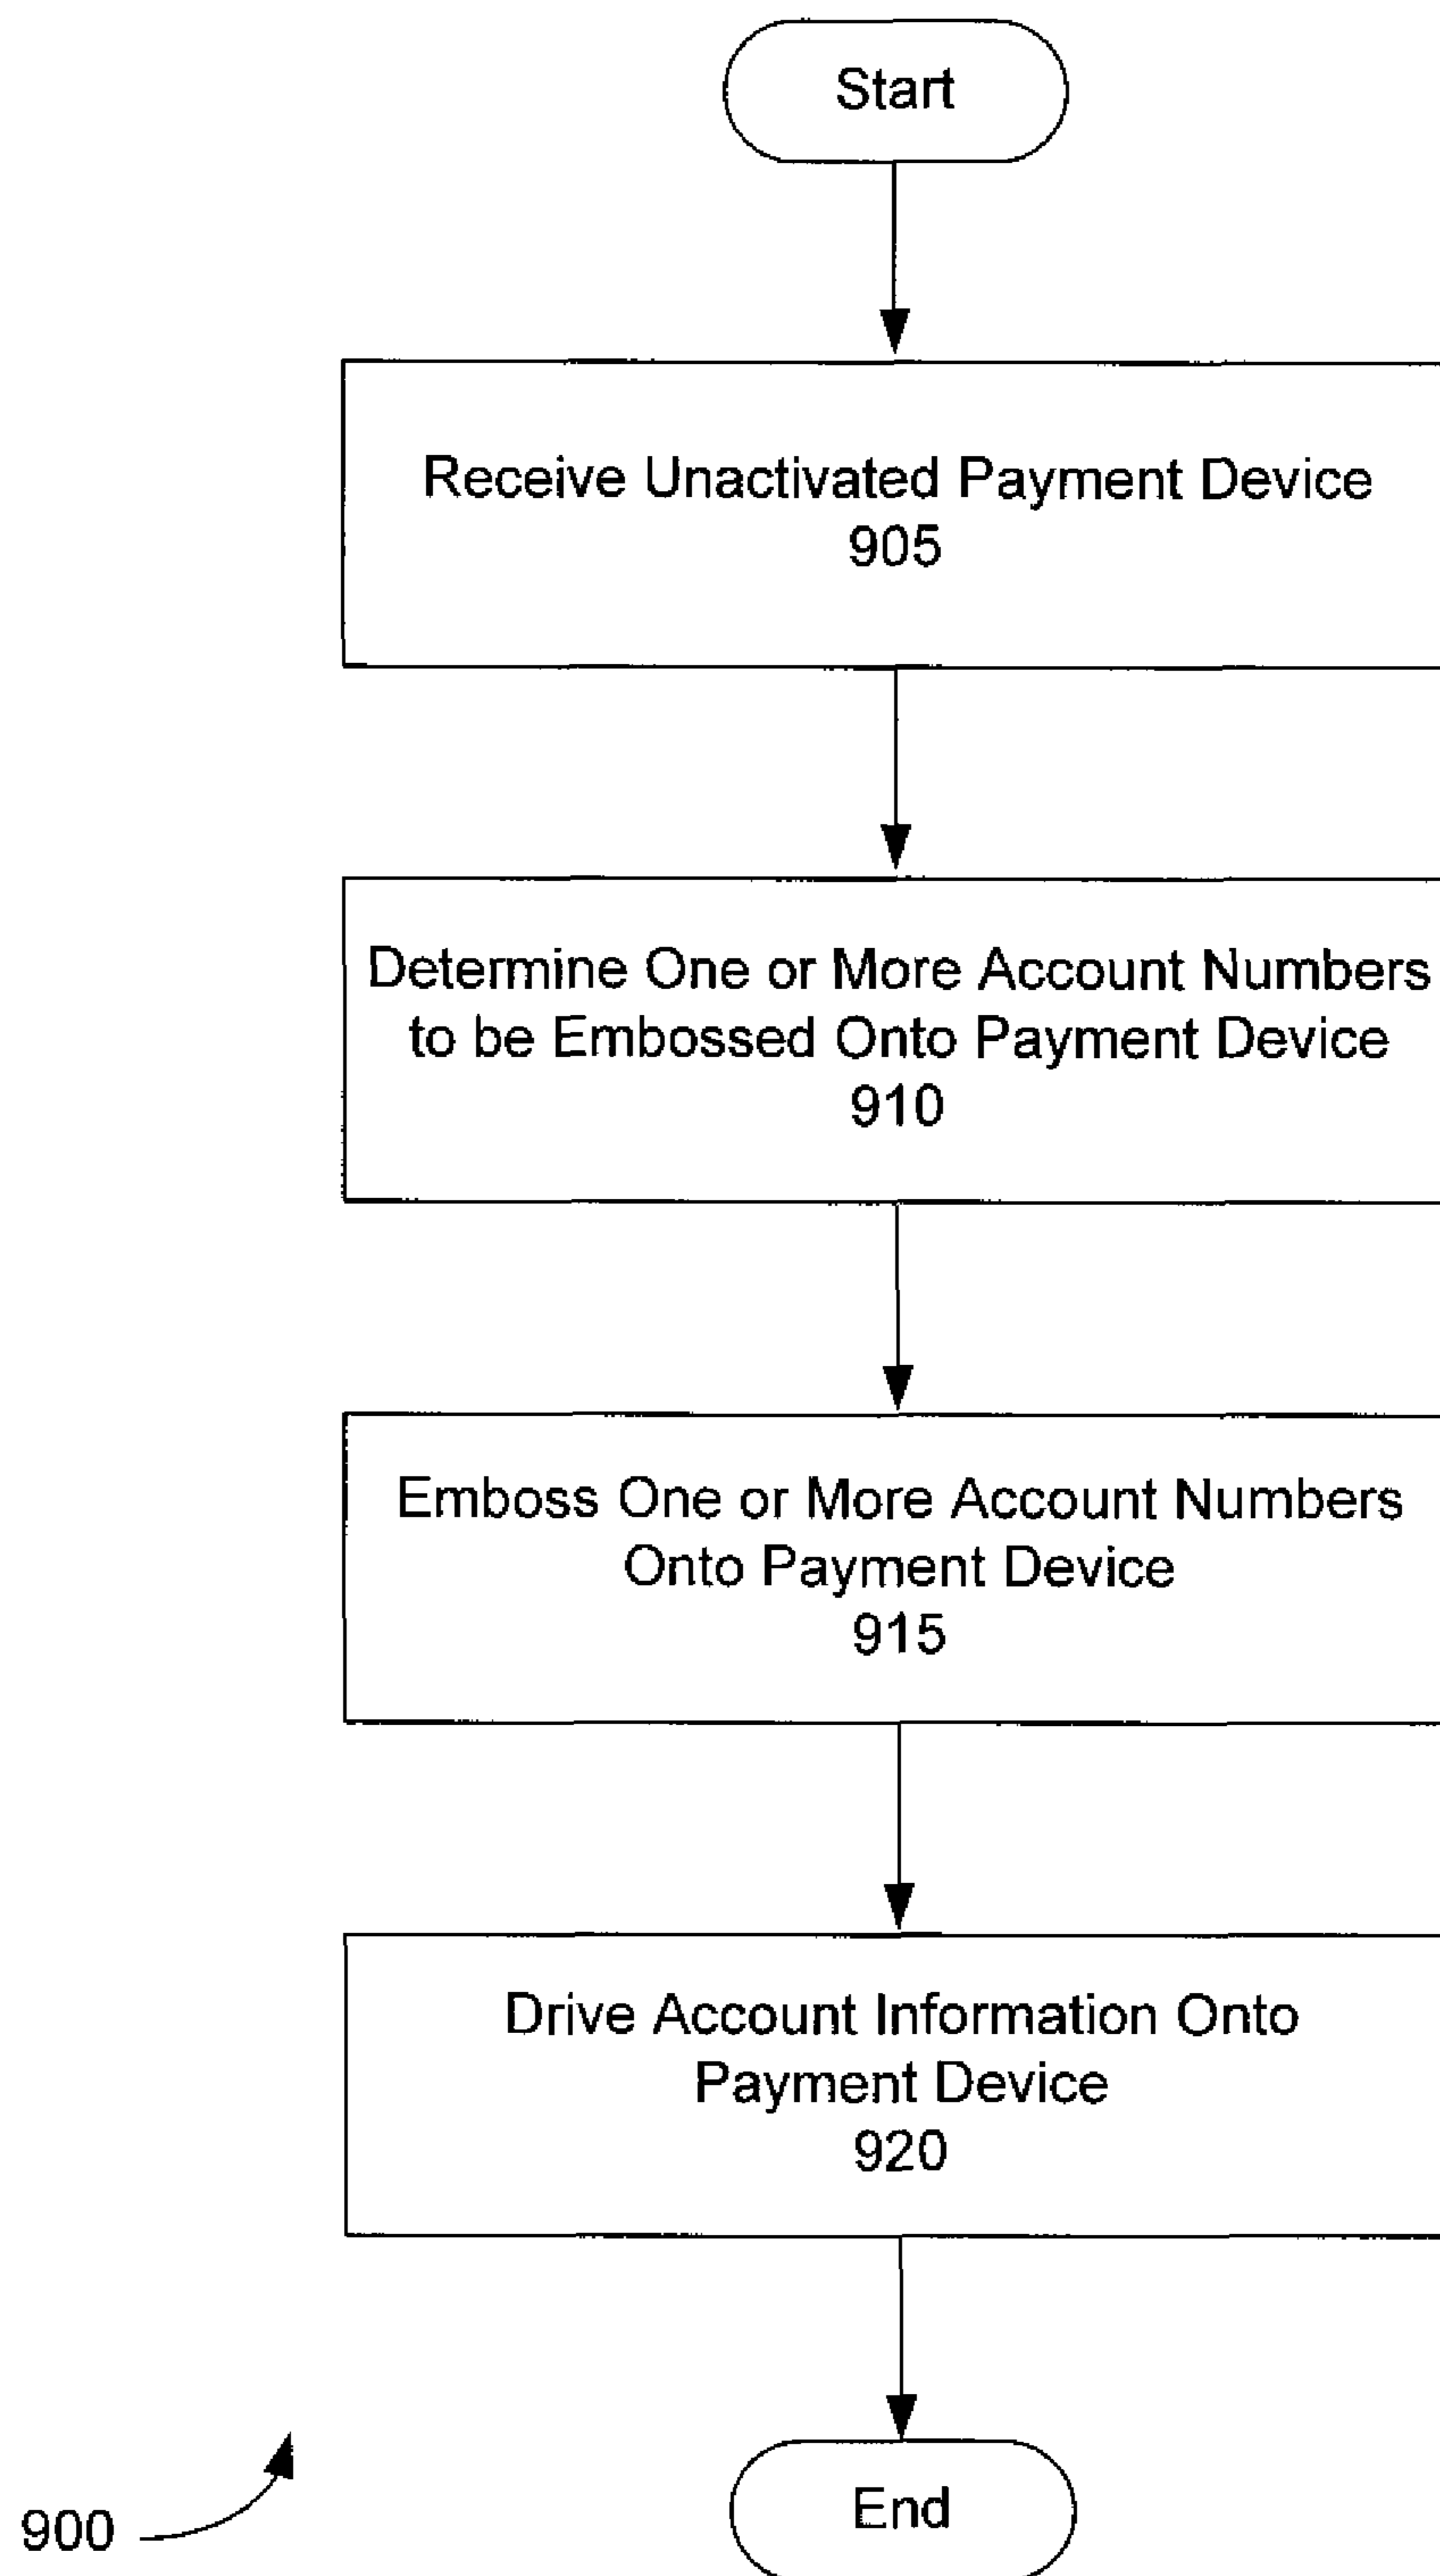 Start
Receive Unactivated Payment Device
905
Determine One or More Account Numbers
to be Embossed Onto Payment Device
910
Emboss One or More Account Numbers
Onto Payment Device
915
Drive Account Information Onto
Payment Device
920
End
900